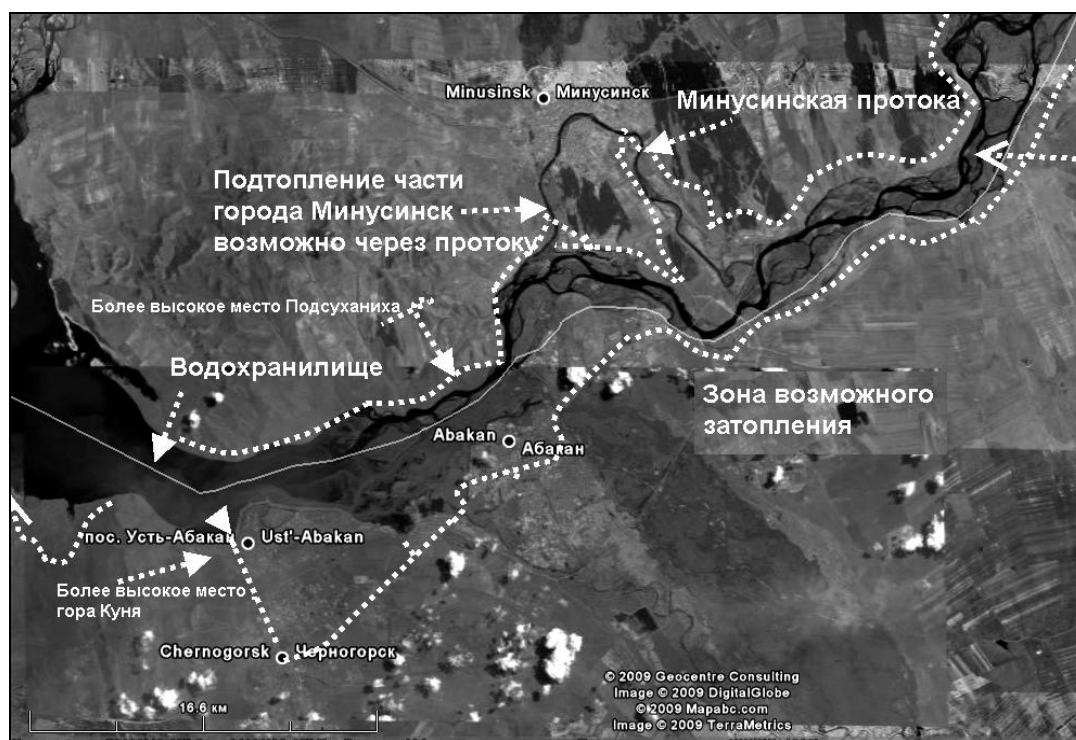 Minusinsk Минусинск
Минусинская протока
Подтопление части
города Минусинск
возможно через протоку
Более высокое место Подсуханиха
Водохранилище
Зона возможного
затопления
Abakan Абакан
пос. Усть-Абакан Ust'-Abakan
Более высокое место
гора Куня
Chernogorsk Черногорск
16.6 км
© 2009 Geocentre Consulting
Image © 2009 DigitalGlobe
© 2009 Mapabc.com
Image © 2009 TerraMetrics